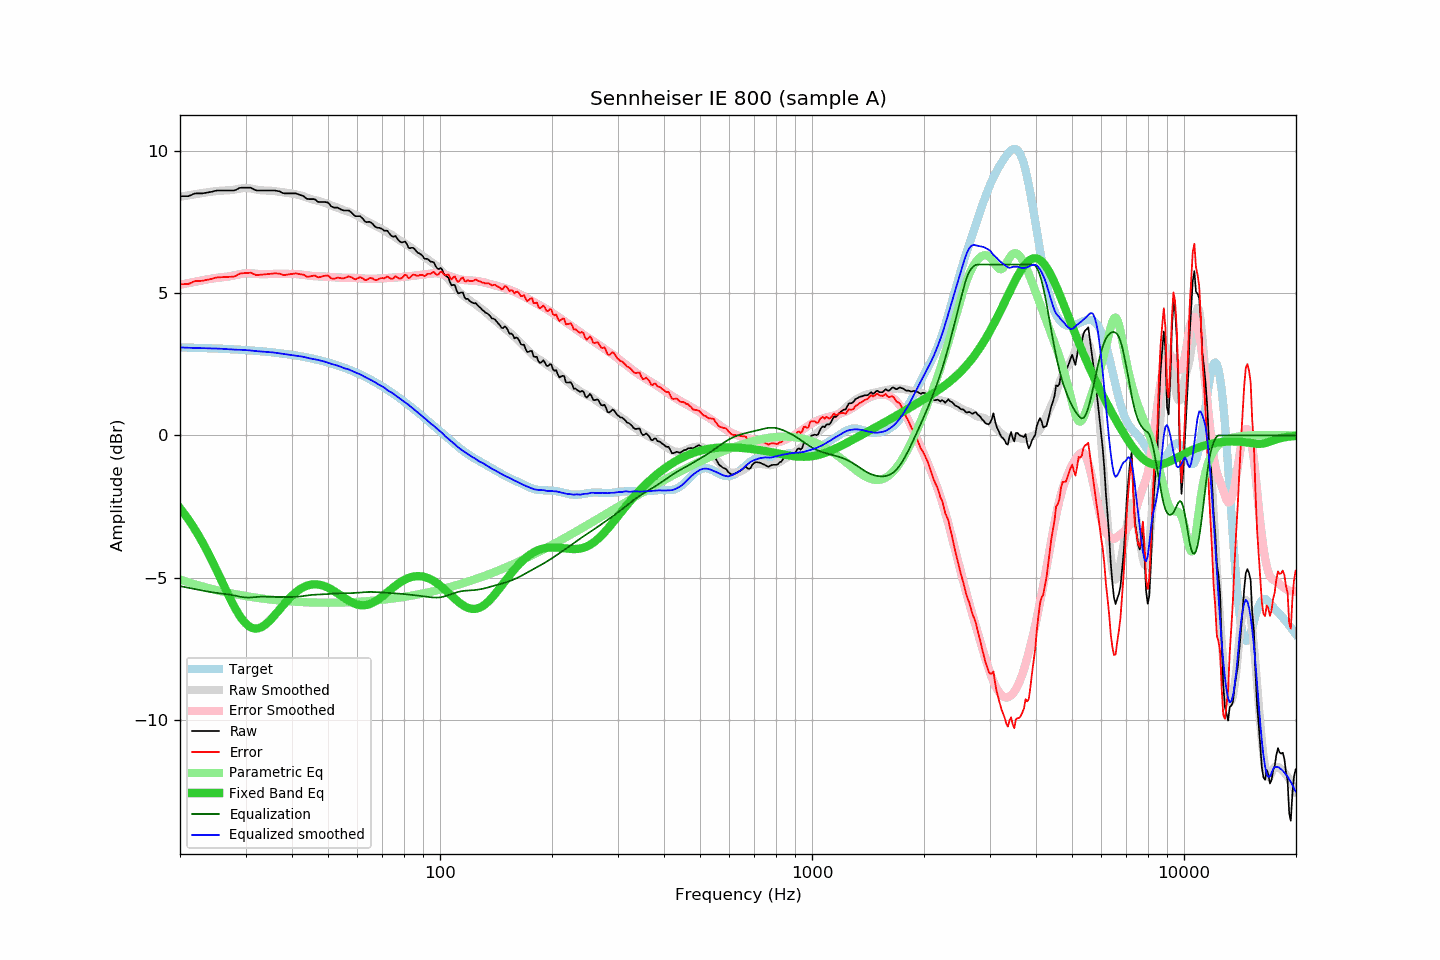 Sennheiser IE 800 (sample A)
10
5
0
−5
−10
Amplitude (dBr)
Target
Raw Smoothed
Error Smoothed
Raw
Error
Parametric Eq
Fixed Band Eq
Equalization
Equalized smoothed
100
1000
10000
Frequency (Hz)